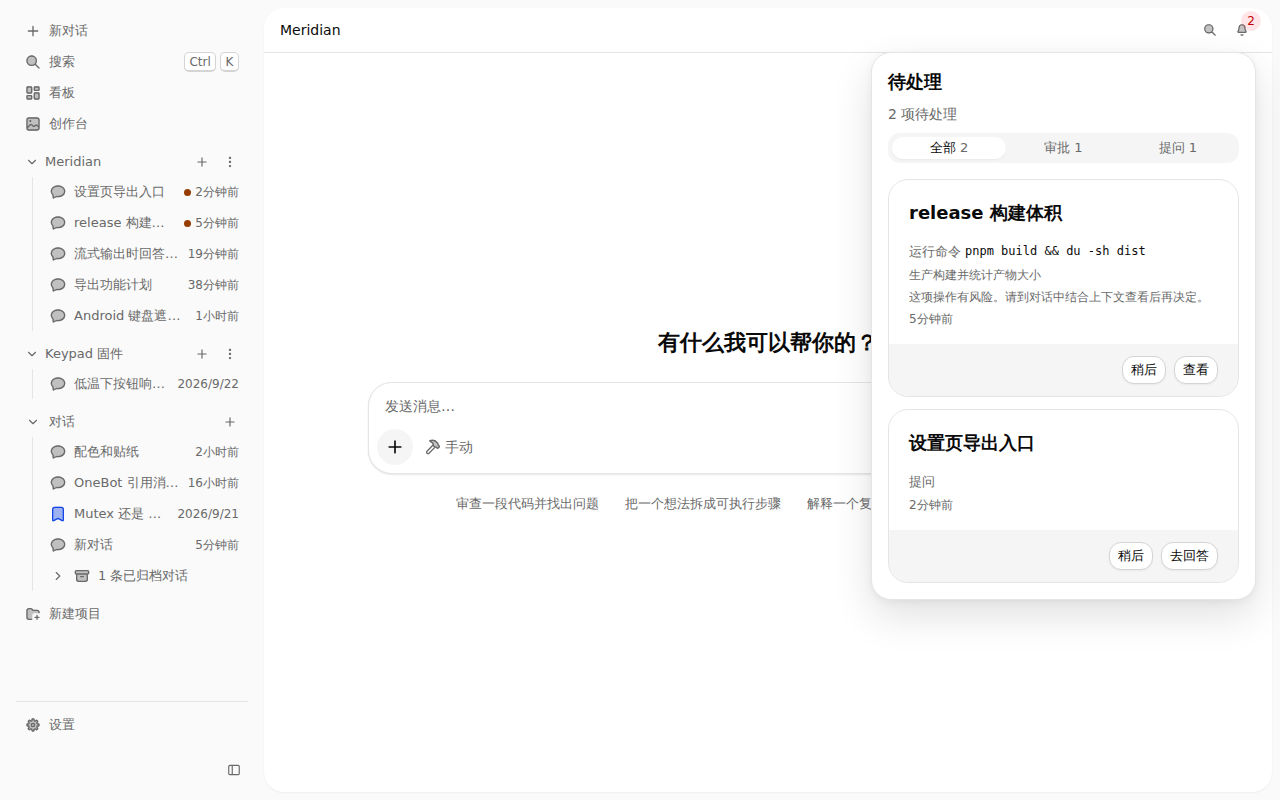 新对话
搜索 Ctrl K
看板
创作台
Meridian
设置页导出入口 2分钟前
release 构建… 5分钟前
流式输出时回答… 19分钟前
导出功能计划 38分钟前
Android 键盘遮… 1小时前
Keypad 固件
低温下按钮响… 2026/9/22
对话
配色和贴纸 2小时前
OneBot 引用消… 16小时前
Mutex 还是 … 2026/9/21
新对话 5分钟前
1 条已归档对话
新建项目
设置
Meridian
2
有什么我可以帮你的？
发送消息…
手动
审查一段代码并找出问题 把一个想法拆成可执行步骤 解释一个复
待处理
2 项待处理
全部 2 审批 1 提问 1
release 构建体积
运行命令 pnpm build && du -sh dist
生产构建并统计产物大小
这项操作有风险。请到对话中结合上下文查看后再决定。
5分钟前
稍后 查看
设置页导出入口
提问
2分钟前
稍后 去回答